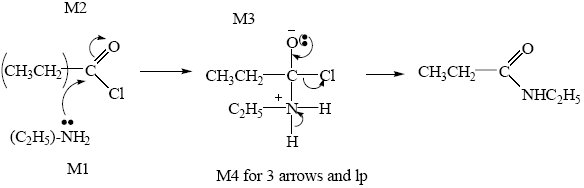 M2
M3
O
(CH3CH2)
C
Cl
(C2H5)-NH2
M1
−
O
CH3CH2
C
Cl
+
C2H5
N
H
H
M4 for 3 arrows and lp
O
CH3CH2
C
NHC2H5